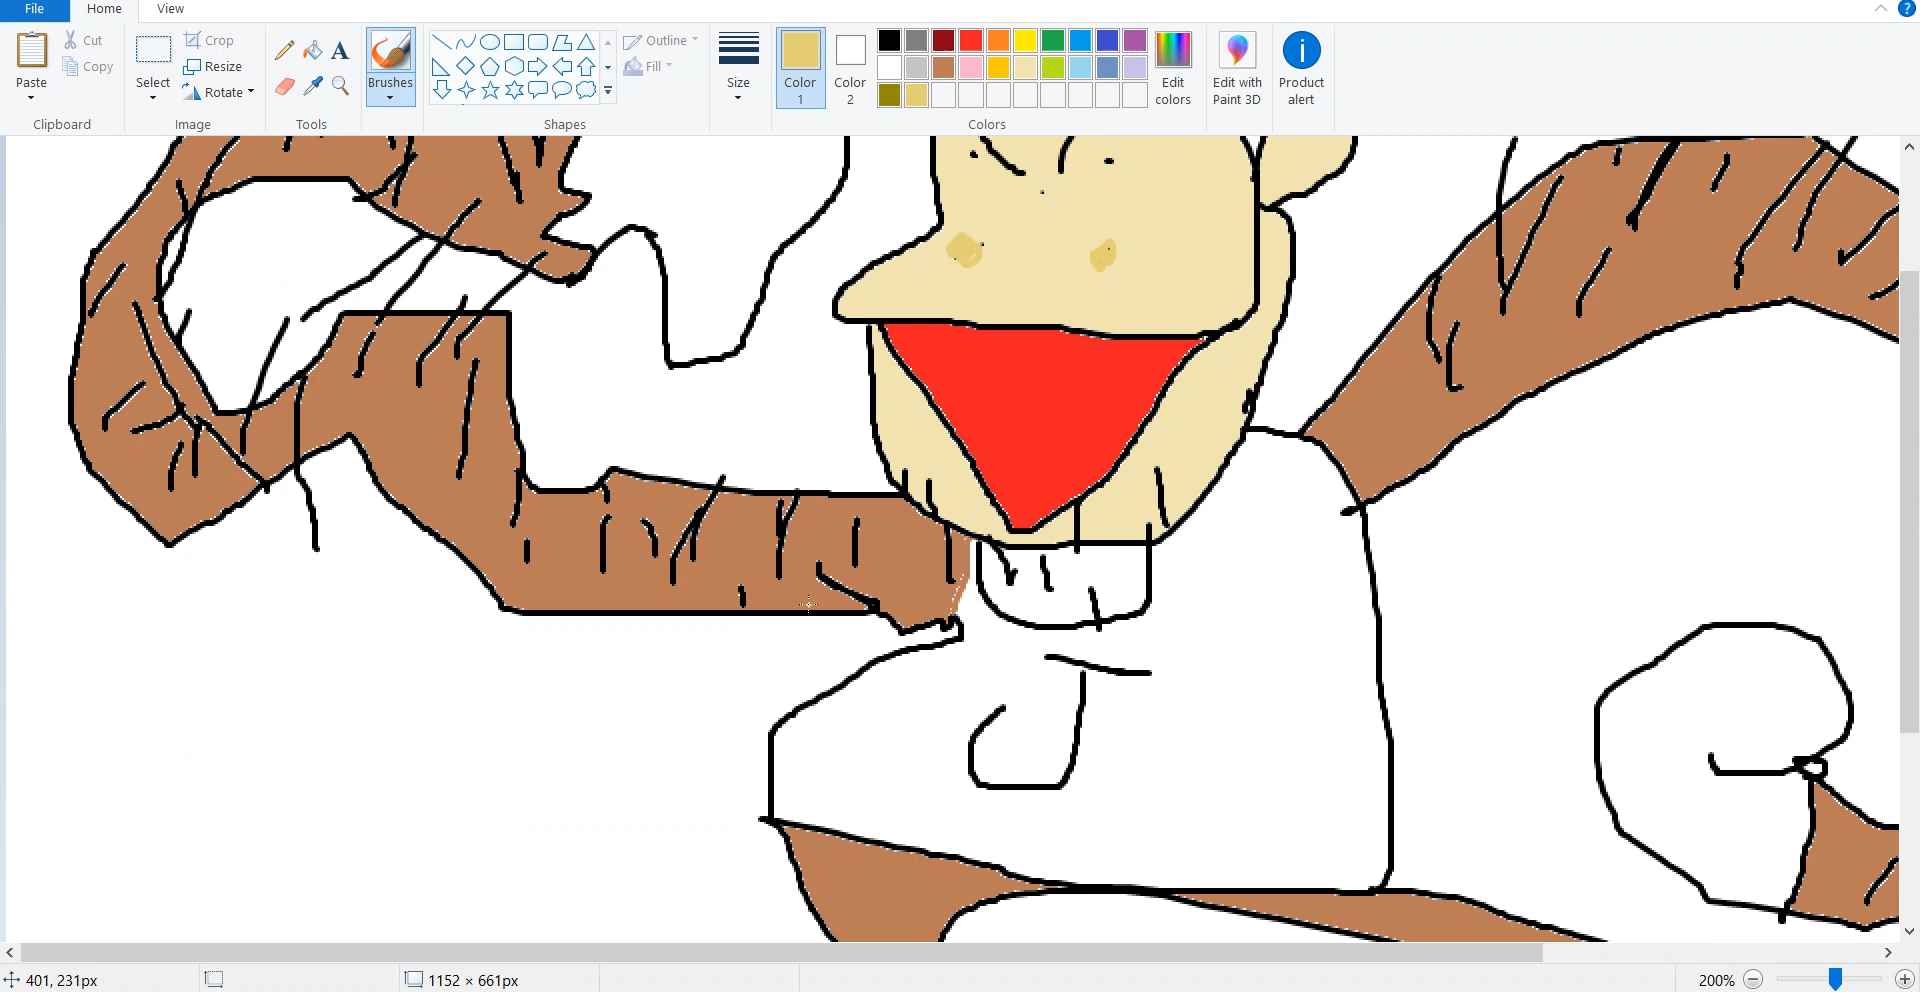 File Home View
Paste Cut Copy Clipboard
Select Crop Resize Rotate Image
A Tools
Brushes
Outline Fill Shapes
Size
Color 1 Color 2 Edit colors Colors
Edit with Paint 3D
Product alert
401, 231px 1152 × 661px 200%